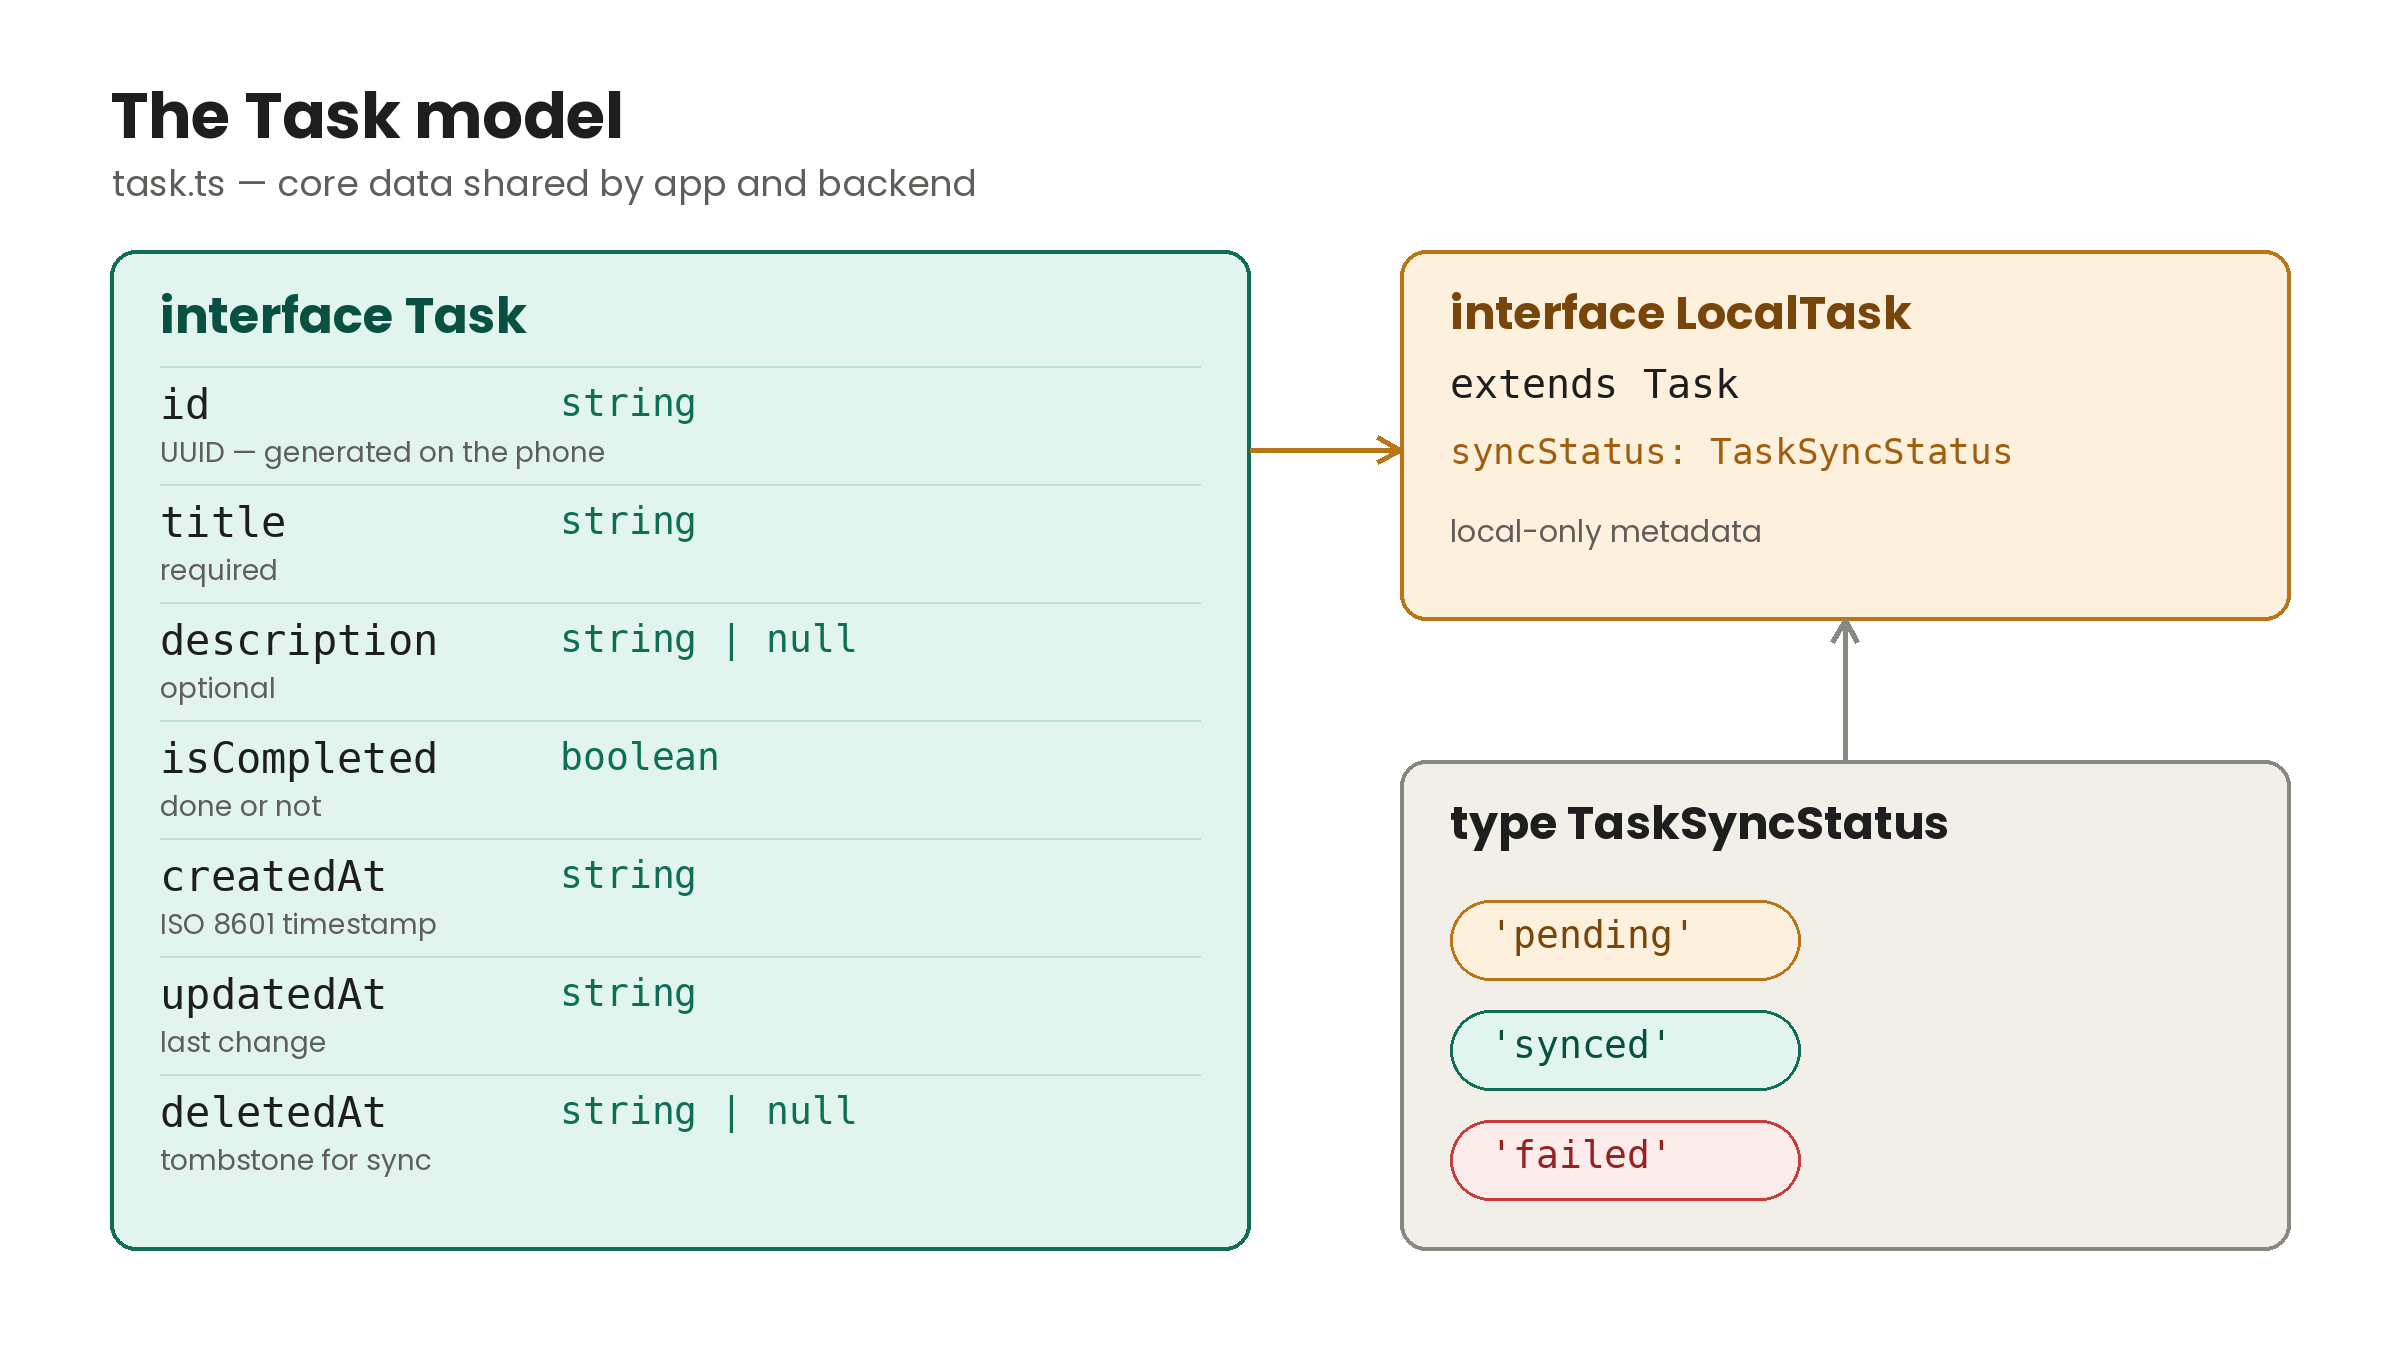 The Task model
task.ts — core data shared by app and backend
interface Task
id string
UUID — generated on the phone
title string
required
description string | null
optional
isCompleted boolean
done or not
createdAt string
ISO 8601 timestamp
updatedAt string
last change
deletedAt string | null
tombstone for sync
interface LocalTask
extends Task
syncStatus: TaskSyncStatus
local-only metadata
type TaskSyncStatus
'pending'
'synced'
'failed'